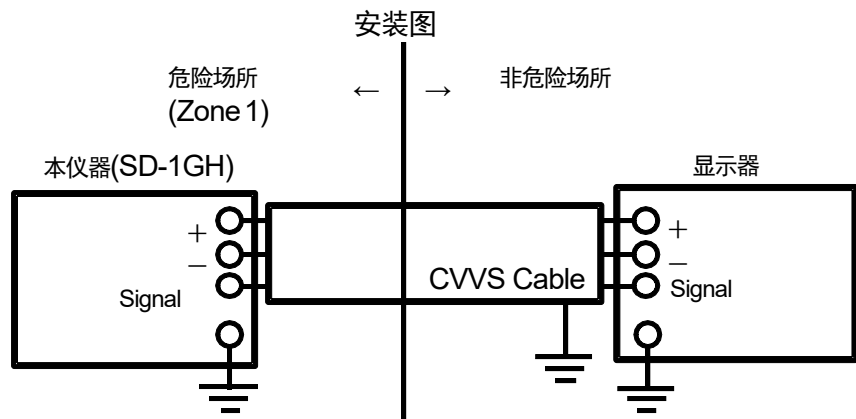 安装图
危险场所
(Zone 1)
← →
非危险场所
本仪器(SD-1GH)
显示器
+
−
Signal
CVVS Cable
+
−
Signal